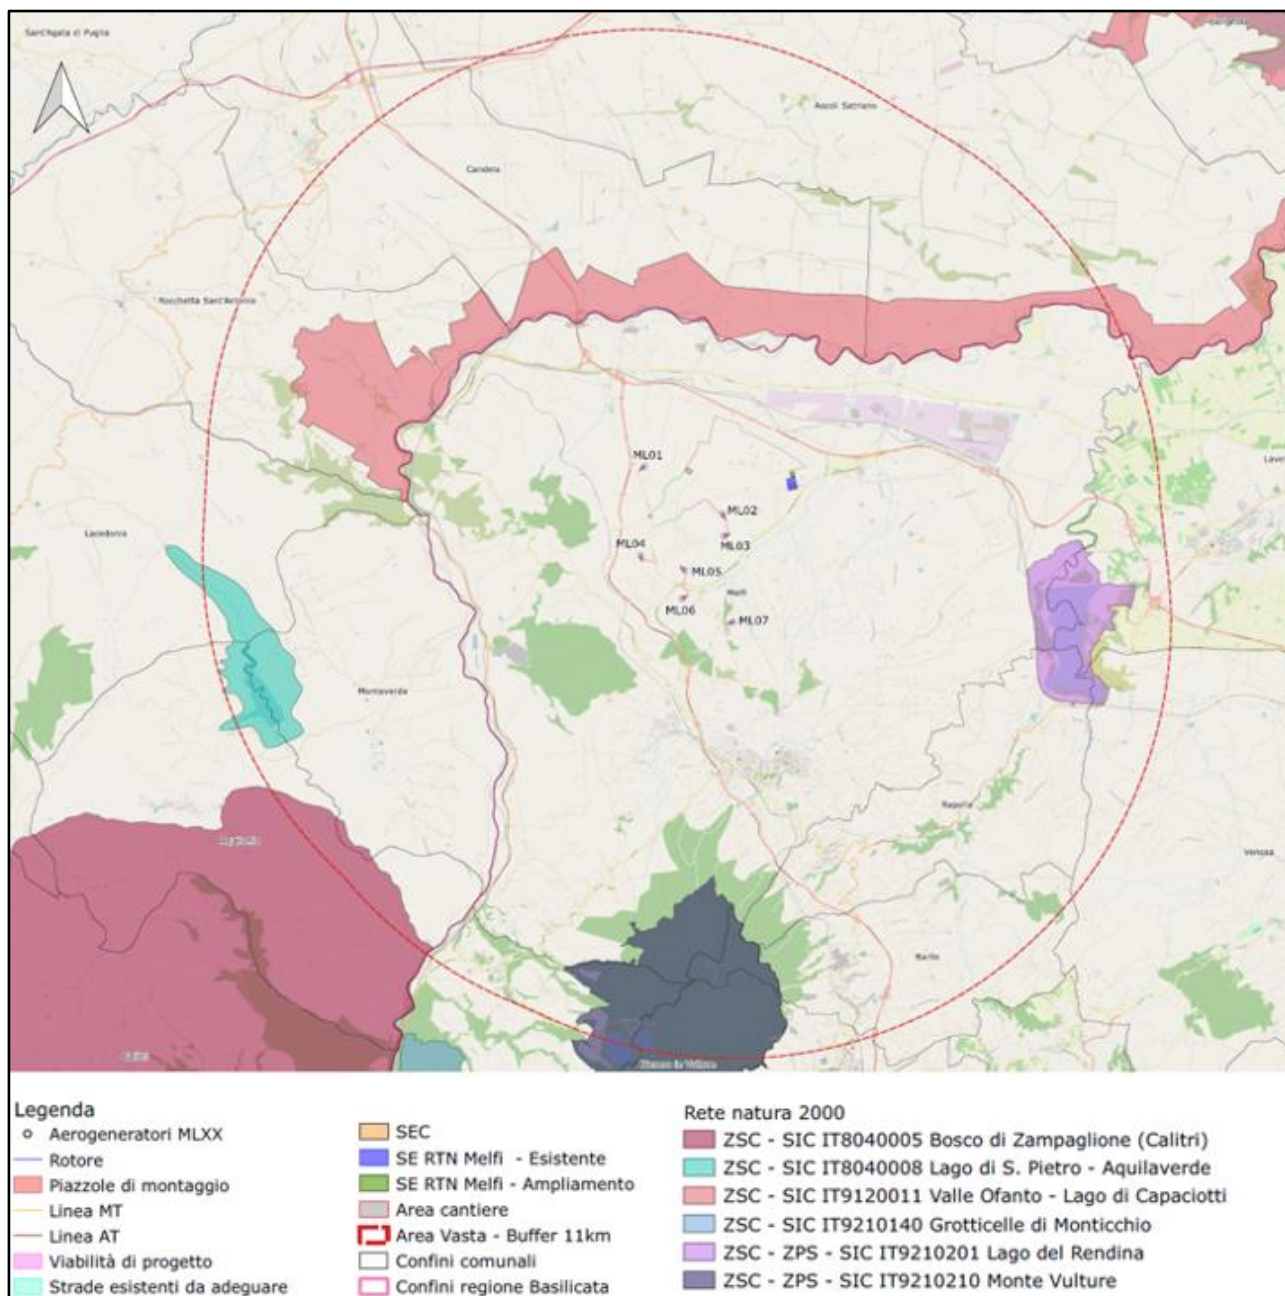 Sant'Agata di Puglia
Ascoli Satriano
Candela
Rocchetta Sant'Antonio
ML01
Lacedonia
ML02
ML03
ML04
ML05
ML06
Melfi
ML07
Monteverde
Rapolla
Aquilonia
Venosa
Barile
Calitri
Legenda
Aerogeneratori MLXX
Rotore
Piazzole di montaggio
Linea MT
Linea AT
Viabilità di progetto
Strade esistenti da adeguare
SEC
SE RTN Melfi - Esistente
SE RTN Melfi - Ampliamento
Area cantiere
Area Vasta - Buffer 11km
Confini comunali
Confini regione Basilicata
Rete natura 2000
ZSC - SIC IT8040005 Bosco di Zampaglione (Calitri)
ZSC - SIC IT8040008 Lago di S. Pietro - Aquilaverde
ZSC - SIC IT9120011 Valle Ofanto - Lago di Capaciotti
ZSC - SIC IT9210140 Grotticelle di Monticchio
ZSC - ZPS - SIC IT9210201 Lago del Rendina
ZSC - ZPS - SIC IT9210210 Monte Vulture